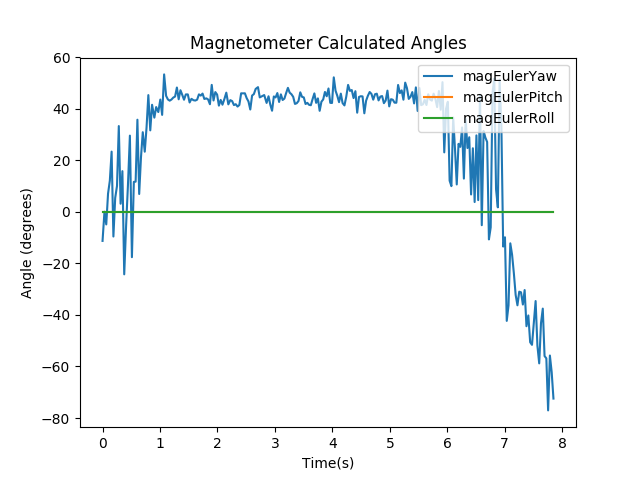 Magnetometer Calculated Angles
magEulerYaw
magEulerPitch
magEulerRoll
60
40
20
0
−20
−40
−60
−80
Angle (degrees)
0 1 2 3 4 5 6 7 8
Time(s)